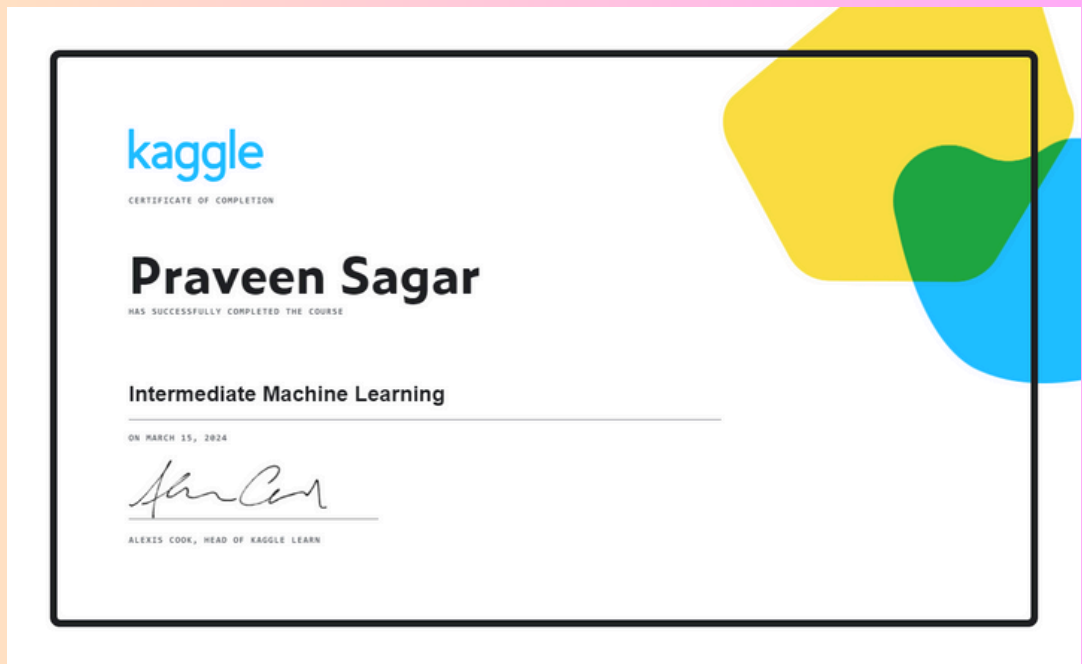 kaggle
CERTIFICATE OF COMPLETION
Praveen Sagar
HAS SUCCESSFULLY COMPLETED THE COURSE
Intermediate Machine Learning
ON MARCH 15, 2024
ALEXIS COOK, HEAD OF KAGGLE LEARN